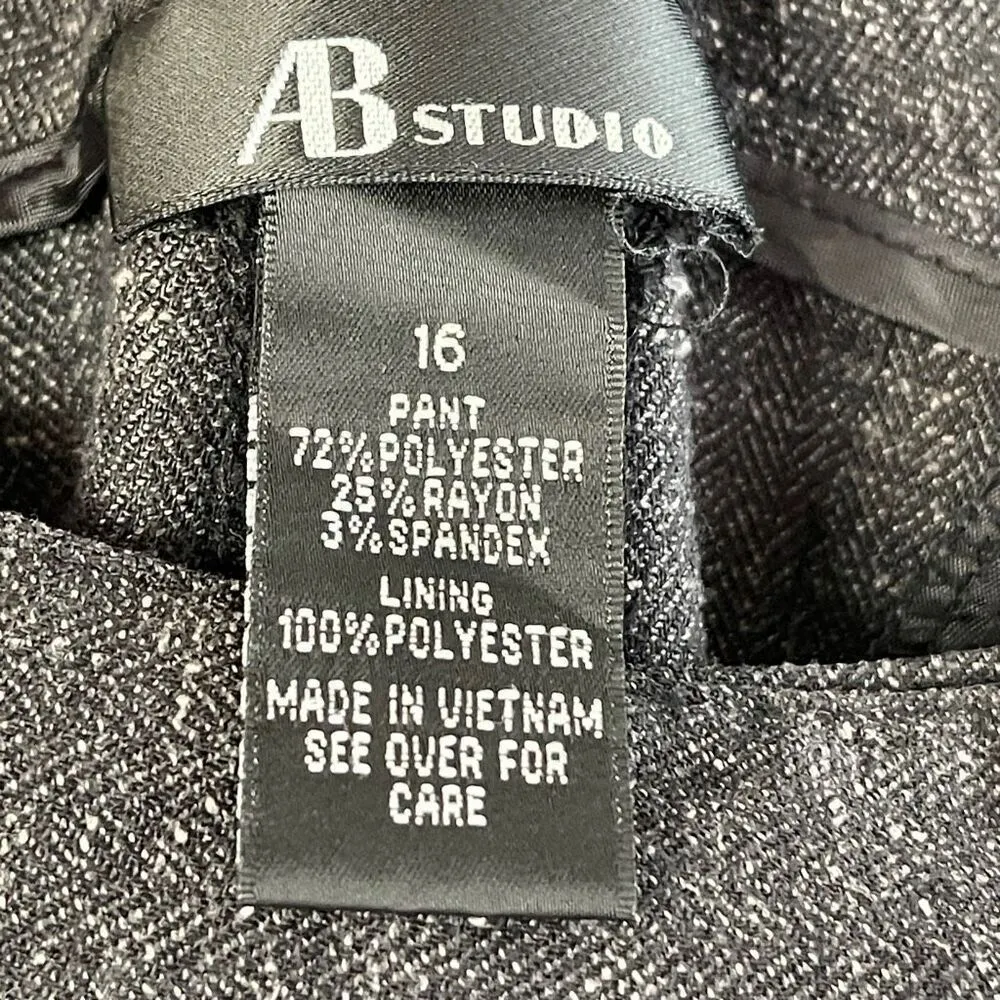 AB STUDIO
16
PANT
72%POLYESTER
25%RAYON
3%SPANDEX
LINING
100%POLYESTER
MADE IN VIETNAM
SEE OVER FOR
CARE